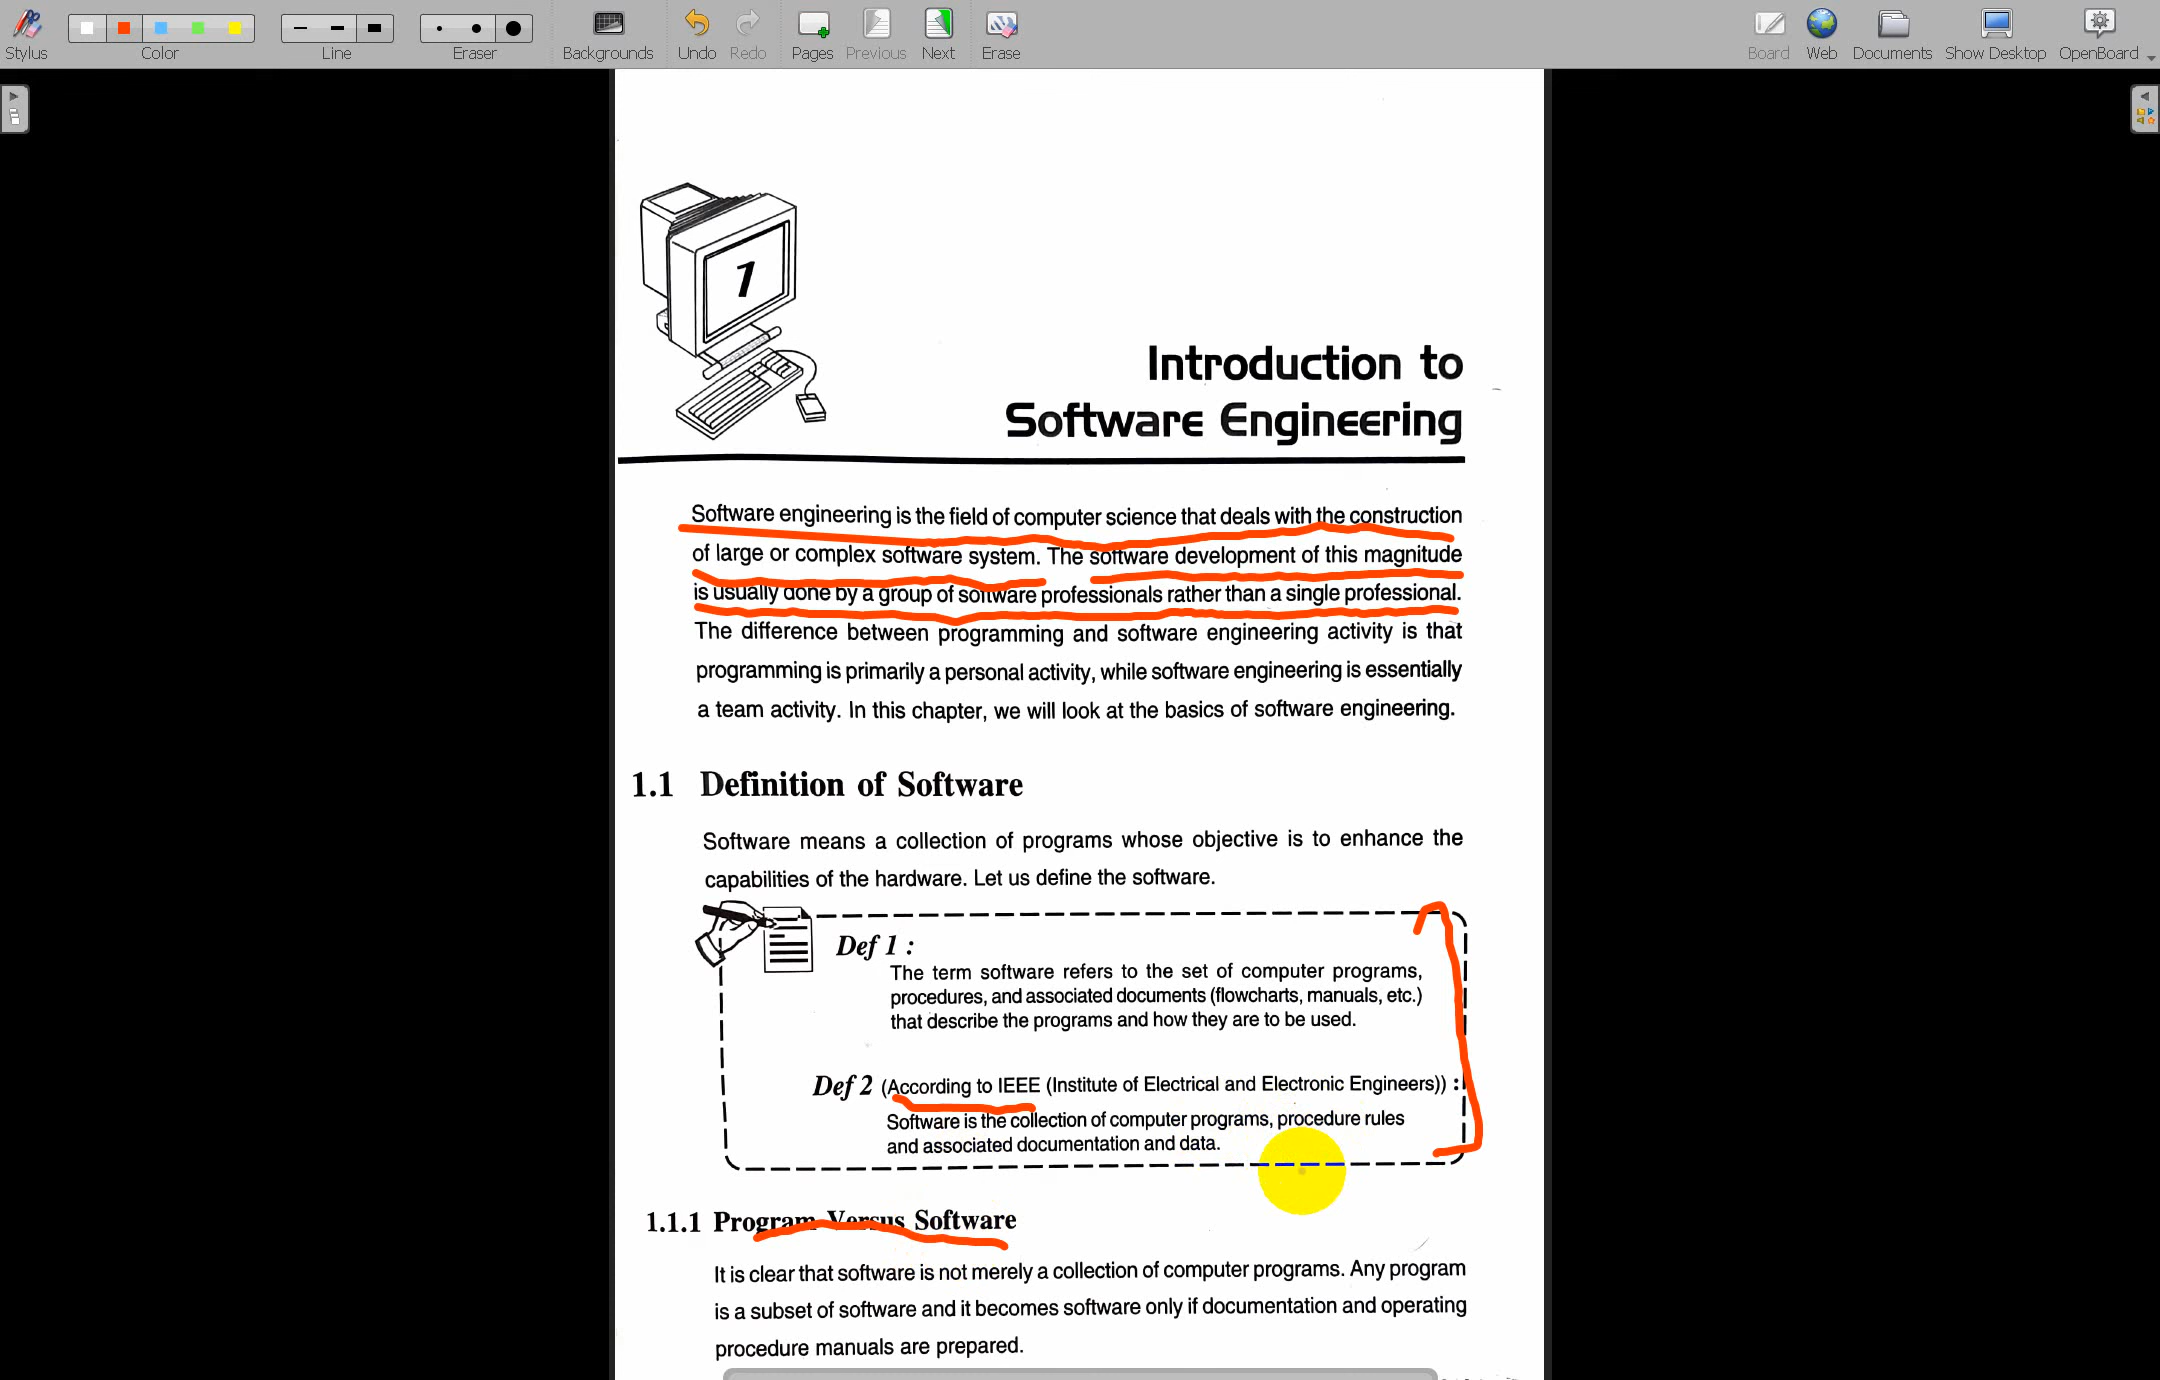 Stylus
Color
Line
Eraser
Backgrounds
Undo
Redo
Pages
Previous
Next
Erase
Board
Web
Documents
Show Desktop
OpenBoard
1
Introduction to
Software Engineering
Software engineering is the field of computer science that deals with the construction
of large or complex software system. The software development of this magnitude
is usually done by a group of software professionals rather than a single professional.
The difference between programming and software engineering activity is that
programming is primarily a personal activity, while software engineering is essentially
a team activity. In this chapter, we will look at the basics of software engineering.
1.1 Definition of Software
Software means a collection of programs whose objective is to enhance the
capabilities of the hardware. Let us define the software.
Def 1 :
The term software refers to the set of computer programs,
procedures, and associated documents (flowcharts, manuals, etc.)
that describe the programs and how they are to be used.
Def 2 (According to IEEE (Institute of Electrical and Electronic Engineers)) :
Software is the collection of computer programs, procedure rules
and associated documentation and data.
1.1.1 Program Versus Software
It is clear that software is not merely a collection of computer programs. Any program
is a subset of software and it becomes software only if documentation and operating
procedure manuals are prepared.